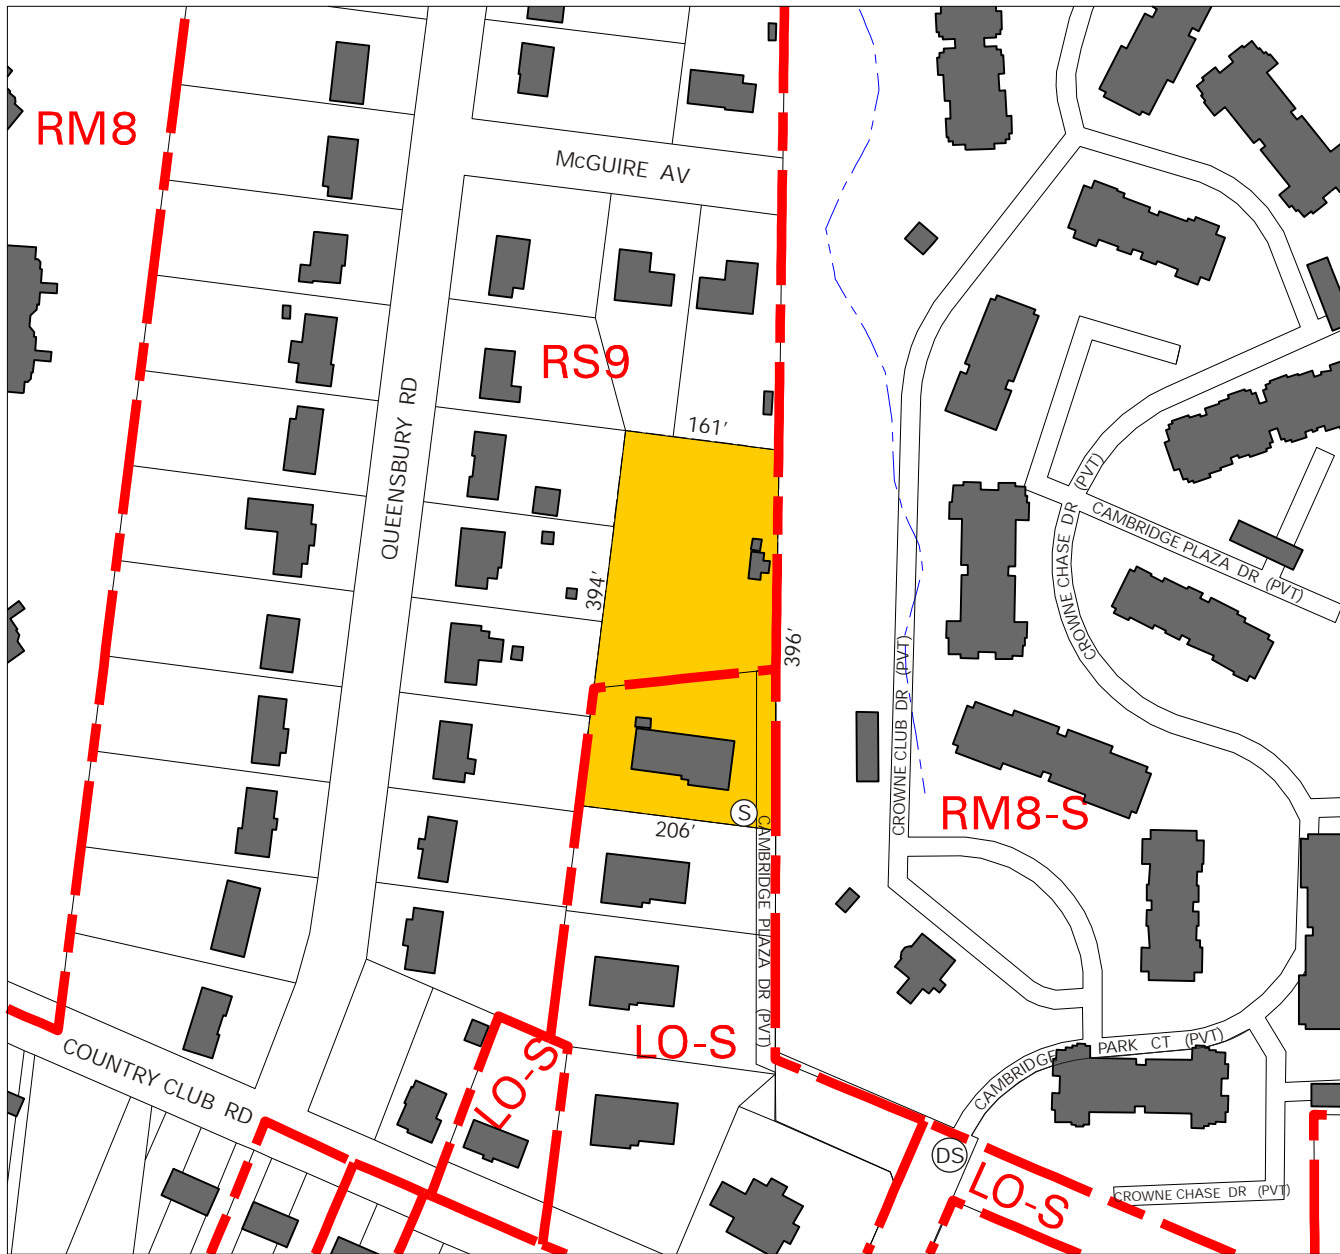 RM8
McGUIRE AV
RS9
QUEENSBURY RD
161'
394'
396'
CROWNE CHASE DR (PVT)
CAMBRIDGE PLAZA DR (PVT)
CROWNE CLUB DR (PVT)
RM8-S
S
206'
CAMBRIDGE PLAZA DR (PVT)
LO-S
LO-S
COUNTRY CLUB RD
CAMBRIDGE PARK CT (PVT)
DS
LO-S
CROWNE CHASE DR (PVT)